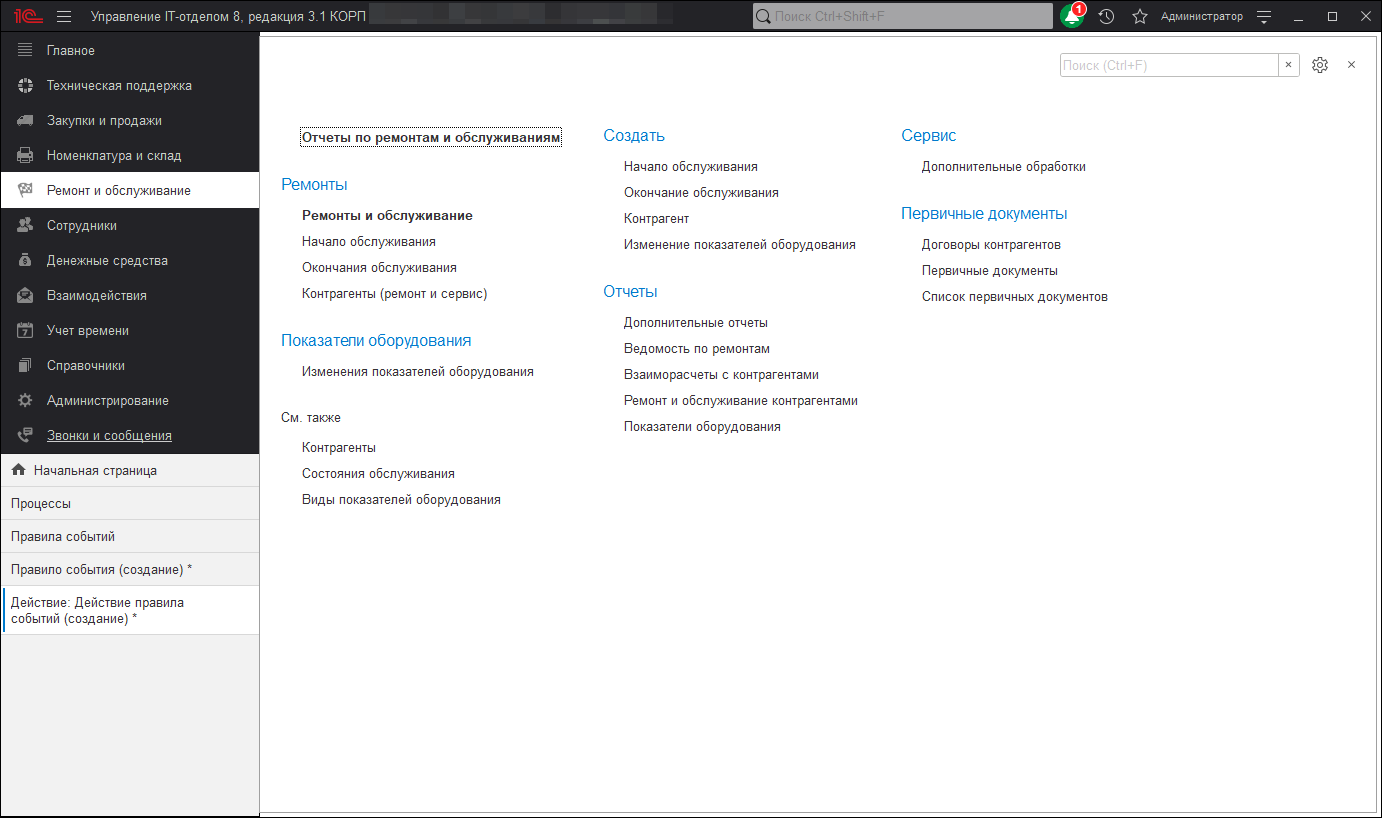 1С
Управление IT-отделом 8, редакция 3.1 КОРП
Поиск Ctrl+Shift+F
1
Администратор
Главное
Техническая поддержка
Закупки и продажи
Номенклатура и склад
Ремонт и обслуживание
Сотрудники
Денежные средства
Взаимодействия
7
Учет времени
Справочники
Администрирование
Звонки и сообщения
Начальная страница
Процессы
Правила событий
Правило события (создание) *
Действие: Действие правила
событий (создание) *
Поиск (Ctrl+F)
Отчеты по ремонтам и обслуживаниям
Ремонты
Ремонты и обслуживание
Начало обслуживания
Окончания обслуживания
Контрагенты (ремонт и сервис)
Показатели оборудования
Изменения показателей оборудования
См. также
Контрагенты
Состояния обслуживания
Виды показателей оборудования
Создать
Начало обслуживания
Окончание обслуживания
Контрагент
Изменение показателей оборудования
Отчеты
Дополнительные отчеты
Ведомость по ремонтам
Взаиморасчеты с контрагентами
Ремонт и обслуживание контрагентами
Показатели оборудования
Сервис
Дополнительные обработки
Первичные документы
Договоры контрагентов
Первичные документы
Список первичных документов